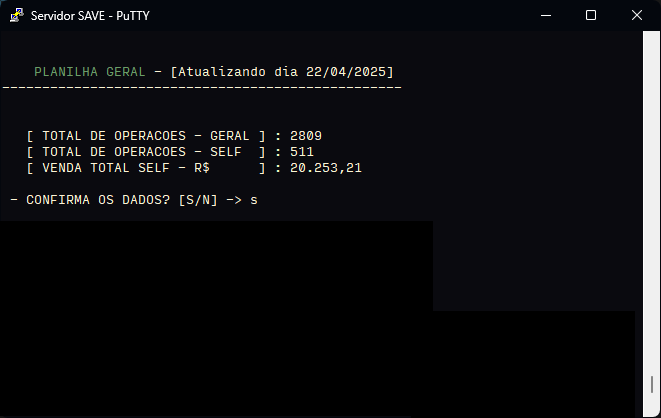 Servidor SAVE - PuTTY
PLANILHA GERAL - [Atualizando dia 22/04/2025]
--------------------------------------------------
[ TOTAL DE OPERACOES - GERAL ] : 2809
[ TOTAL DE OPERACOES - SELF  ] : 511
[ VENDA TOTAL SELF - R$      ] : 20.253,21
- CONFIRMA OS DADOS? [S/N] -> s